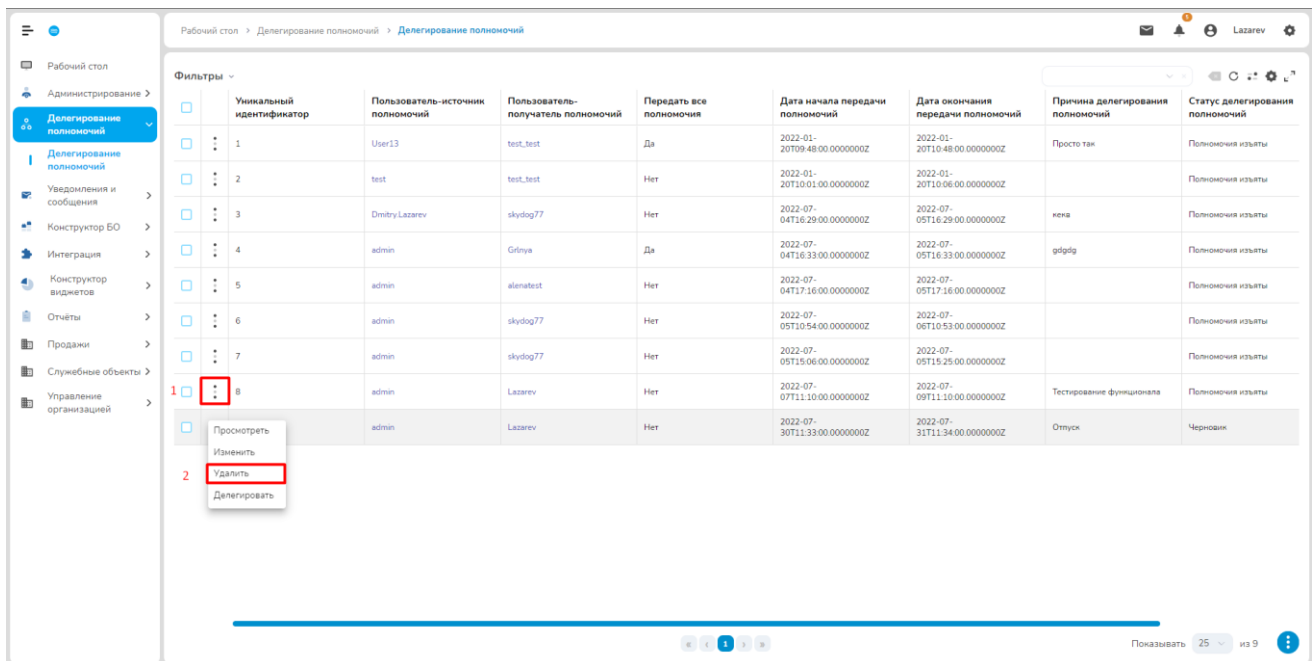 Рабочий стол > Делегирование полномочий > Делегирование полномочий
1
Lazarev
Рабочий стол
Администрирование
Делегирование
полномочий
Делегирование
полномочий
Уведомления и
сообщения
Конструктор БО
Интеграция
Конструктор
виджетов
Отчёты
Продажи
Служебные объекты
Управление
организацией
Фильтры
Уникальный идентификатор Пользователь-источник полномочий Пользователь-получатель полномочий Передать все полномочия Дата начала передачи полномочий Дата окончания передачи полномочий Причина делегирования полномочий Статус делегирования полномочий
1 User13 test_test Да 2022-01-20T09:48:00.0000000Z 2022-01-20T10:48:00.0000000Z Просто так Полномочия изъяты
2 test test_test Нет 2022-01-20T10:01:00.0000000Z 2022-01-20T10:06:00.0000000Z Полномочия изъяты
3 Dmitry.Lazarev skydog77 Нет 2022-07-04T16:29:00.0000000Z 2022-07-05T16:29:00.0000000Z кека Полномочия изъяты
4 admin Grinya Да 2022-07-04T16:33:00.0000000Z 2022-07-05T16:33:00.0000000Z gdgdg Полномочия изъяты
5 admin alenatest Нет 2022-07-04T17:16:00.0000000Z 2022-07-05T17:16:00.0000000Z Полномочия изъяты
6 admin skydog77 Нет 2022-07-05T10:54:00.0000000Z 2022-07-06T10:53:00.0000000Z Полномочия изъяты
7 admin skydog77 Нет 2022-07-05T15:06:00.0000000Z 2022-07-05T15:25:00.0000000Z Полномочия изъяты
1 8 admin Lazarev Нет 2022-07-07T11:10:00.0000000Z 2022-07-09T11:10:00.0000000Z Тестирование функционала Полномочия изъяты
admin Lazarev Нет 2022-07-30T11:33:00.0000000Z 2022-07-31T11:34:00.0000000Z Отпуск Черновик
Просмотреть
Изменить
2 Удалить
Делегировать
« ‹ 1 › »
Показывать 25 из 9